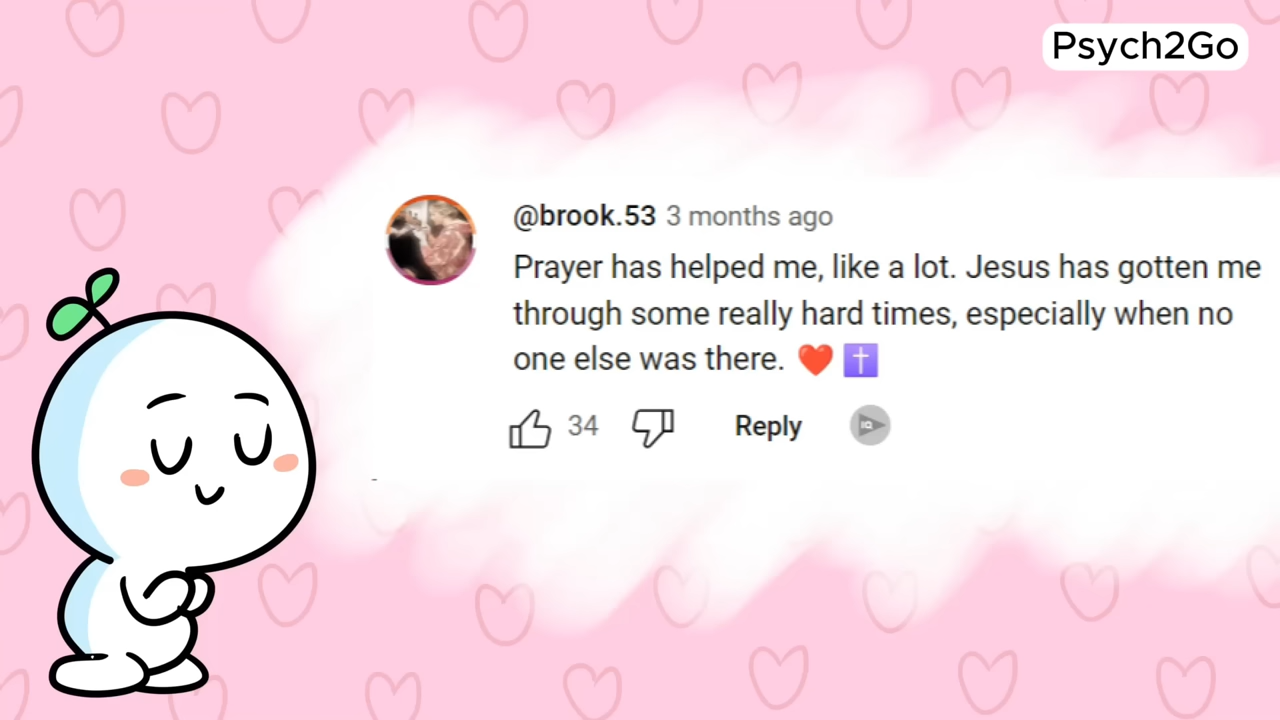 Psych2Go
@brook.53 3 months ago
Prayer has helped me, like a lot. Jesus has gotten me
through some really hard times, especially when no
one else was there. ❤️ ✝️
34 Reply IQ